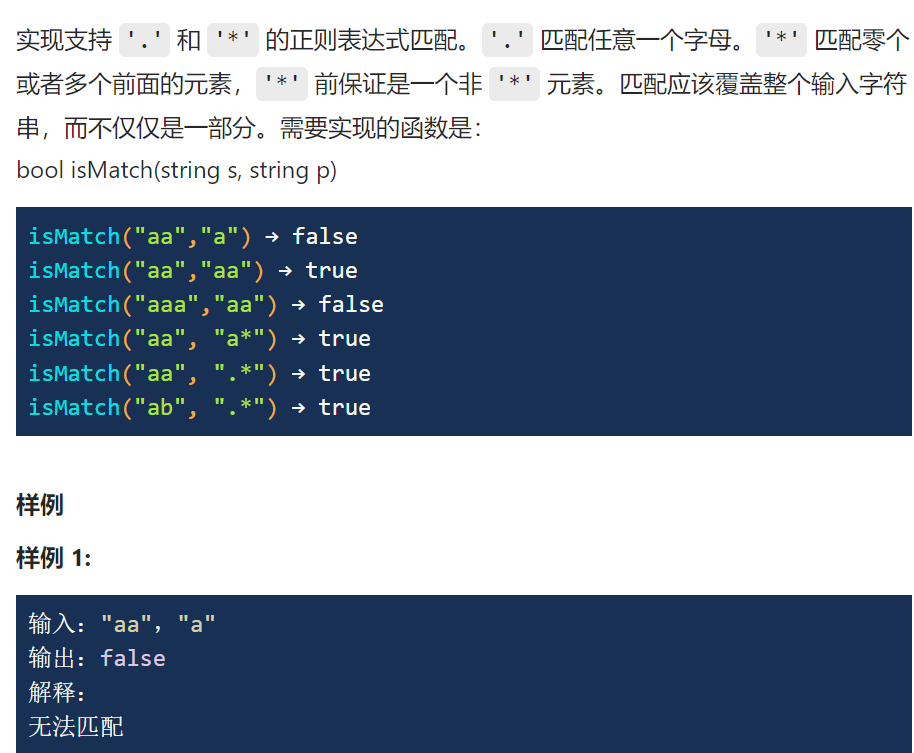 实现支持 '.' 和 '*' 的正则表达式匹配。 '.' 匹配任意一个字母。 '*' 匹配零个
或者多个前面的元素， '*' 前保证是一个非 '*' 元素。匹配应该覆盖整个输入字符
串，而不仅仅是一部分。需要实现的函数是：
bool isMatch(string s, string p)
isMatch("aa","a") → false
isMatch("aa","aa") → true
isMatch("aaa","aa") → false
isMatch("aa", "a*") → true
isMatch("aa", ".*") → true
isMatch("ab", ".*") → true
样例
样例 1:
输入："aa"，"a"
输出：false
解释：
无法匹配